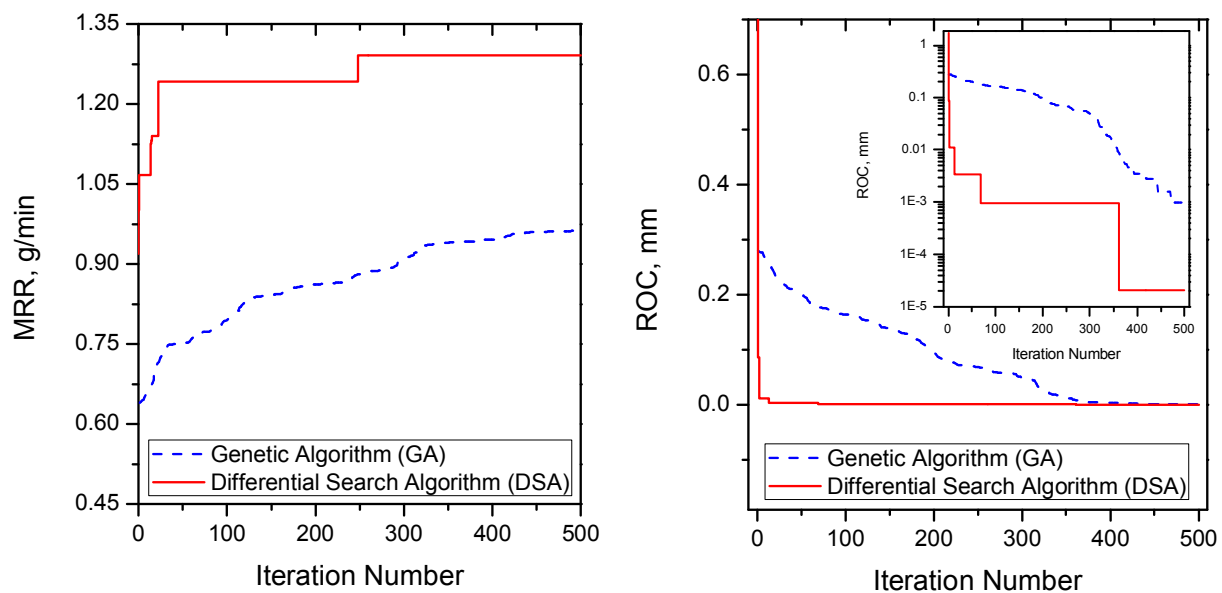 1.35
1.20
1.05
0.90
0.75
0.60
0.45
MRR, g/min
0 100 200 300 400 500
Iteration Number
Genetic Algorithm (GA)
Differential Search Algorithm (DSA)
0.6
0.4
0.2
0.0
ROC, mm
0 100 200 300 400 500
Iteration Number
Genetic Algorithm (GA)
Differential Search Algorithm (DSA)
1
0.1
0.01
1E-3
1E-4
1E-5
ROC, mm
0 100 200 300 400 500
Iteration Number